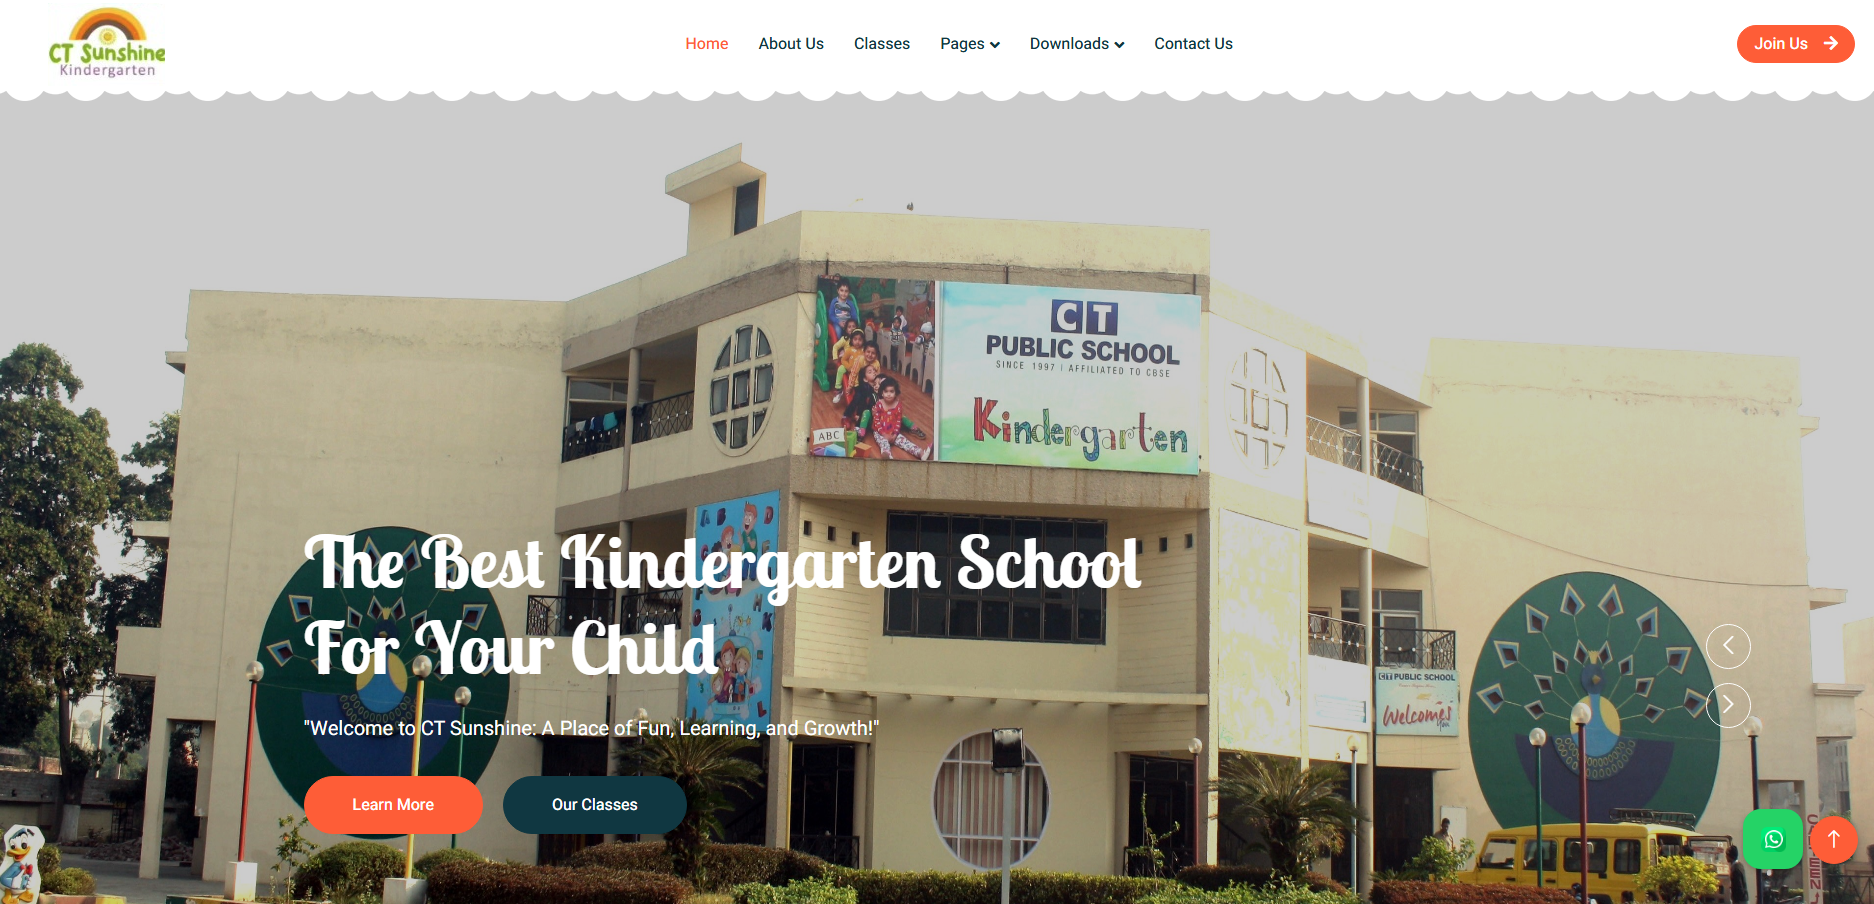 CT Sunshine
Kindergarten
Home
About Us
Classes
Pages
Downloads
Contact Us
Join Us
CT
PUBLIC SCHOOL
SINCE 1997 | AFFILIATED TO CBSE
Kindergarten
ABC
The Best Kindergarten School
For Your Child
"Welcome to CT Sunshine: A Place of Fun, Learning, and Growth!"
Learn More
Our Classes
CT PUBLIC SCHOOL
Welcomes
You